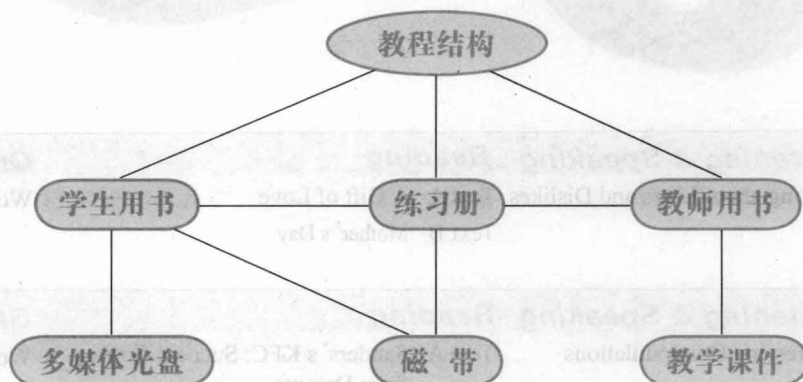 教程结构
学生用书
练习册
教师用书
多媒体光盘
磁 带
教学课件